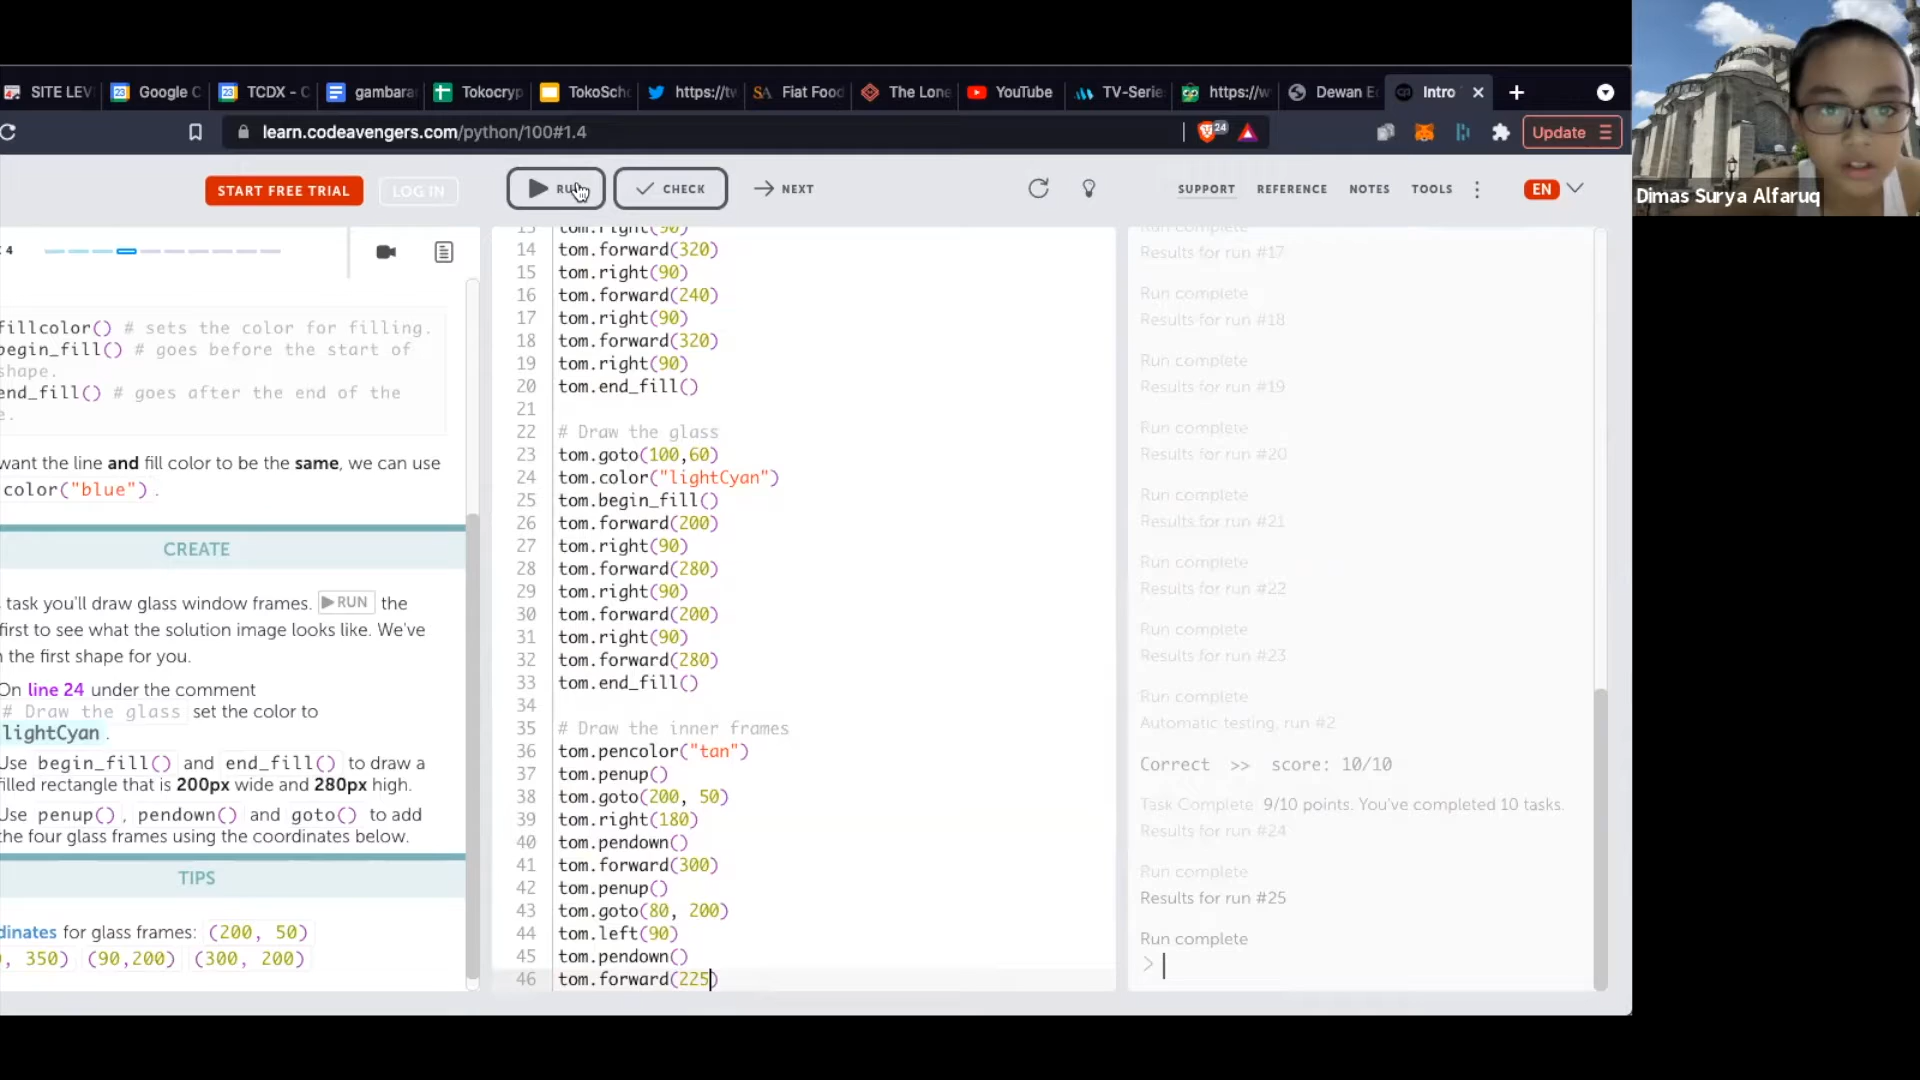 SITE LEV
Google C
TCDX - C
gambara
Tokocryp
TokoSch
https://tw
SA Fiat Food
The Lone
YouTube
TV-Serie
https://w
Dewan E
Intro
learn.codeavengers.com/python/100#1.4
24
Update
START FREE TRIAL
LOG IN
RUN
CHECK
NEXT
SUPPORT
REFERENCE
NOTES
TOOLS
EN
Dimas Surya Alfaruq
4
fillcolor() # sets the color for filling.
begin_fill() # goes before the start of
shape.
end_fill() # goes after the end of the
e.
want the line and fill color to be the same, we can use
color("blue") .
CREATE
task you'll draw glass window frames. RUN the
first to see what the solution image looks like. We've
the first shape for you.
On line 24 under the comment
# Draw the glass set the color to
lightCyan .
Use begin_fill() and end_fill() to draw a
filled rectangle that is 200px wide and 280px high.
Use penup() , pendown() and goto() to add
the four glass frames using the coordinates below.
TIPS
dinates for glass frames: (200, 50)
, 350) (90,200) (300, 200)
13 tom.right(90)
14 tom.forward(320)
15 tom.right(90)
16 tom.forward(240)
17 tom.right(90)
18 tom.forward(320)
19 tom.right(90)
20 tom.end_fill()
21
22 # Draw the glass
23 tom.goto(100,60)
24 tom.color("lightCyan")
25 tom.begin_fill()
26 tom.forward(200)
27 tom.right(90)
28 tom.forward(280)
29 tom.right(90)
30 tom.forward(200)
31 tom.right(90)
32 tom.forward(280)
33 tom.end_fill()
34
35 # Draw the inner frames
36 tom.pencolor("tan")
37 tom.penup()
38 tom.goto(200, 50)
39 tom.right(180)
40 tom.pendown()
41 tom.forward(300)
42 tom.penup()
43 tom.goto(80, 200)
44 tom.left(90)
45 tom.pendown()
46 tom.forward(225)
Run complete
Results for run #17
Run complete
Results for run #18
Run complete
Results for run #19
Run complete
Results for run #20
Run complete
Results for run #21
Run complete
Results for run #22
Run complete
Results for run #23
Run complete
Automatic testing, run #2
Correct >> score: 10/10
Task Complete 9/10 points. You've completed 10 tasks.
Results for run #24
Run complete
Results for run #25
Run complete
>